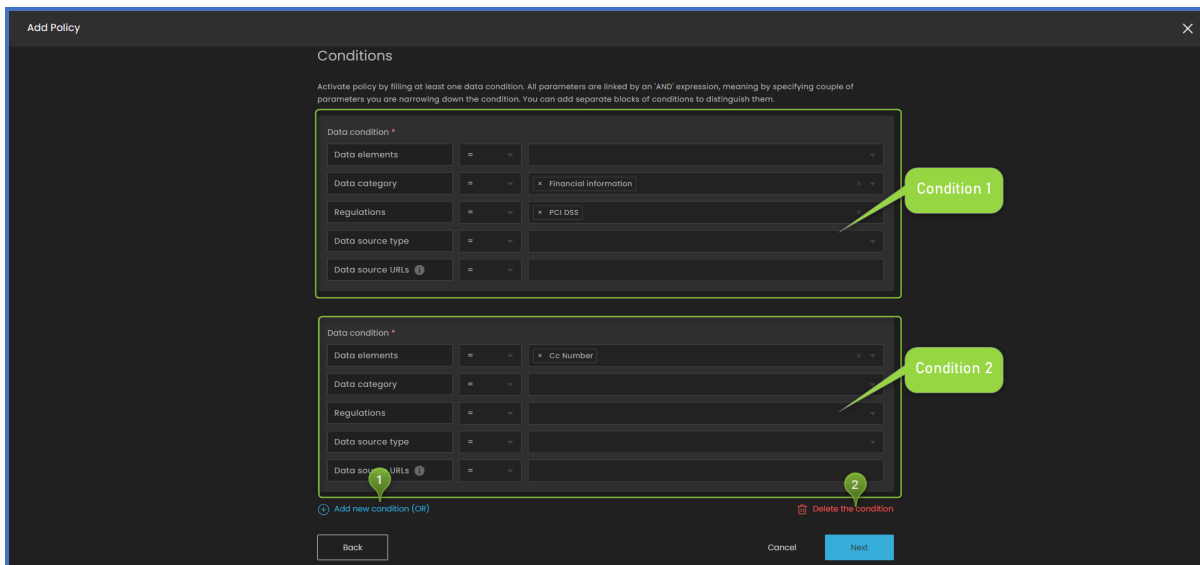 Add Policy
Conditions
Activate policy by filling at least one data condition. All parameters are linked by an 'AND' expression, meaning by specifying couple of
parameters you are narrowing down the condition. You can add separate blocks of conditions to distinguish them.
Data condition *
Data elements =
Data category = × Financial information
Condition 1
Regulations = × PCI DSS
Data source type =
Data source URLs =
Data condition *
Data elements = × Cc Number
Condition 2
Data category =
Regulations =
Data source type =
Data source URLs =
1
2
Add new condition (OR) Delete the condition
Back Cancel Next